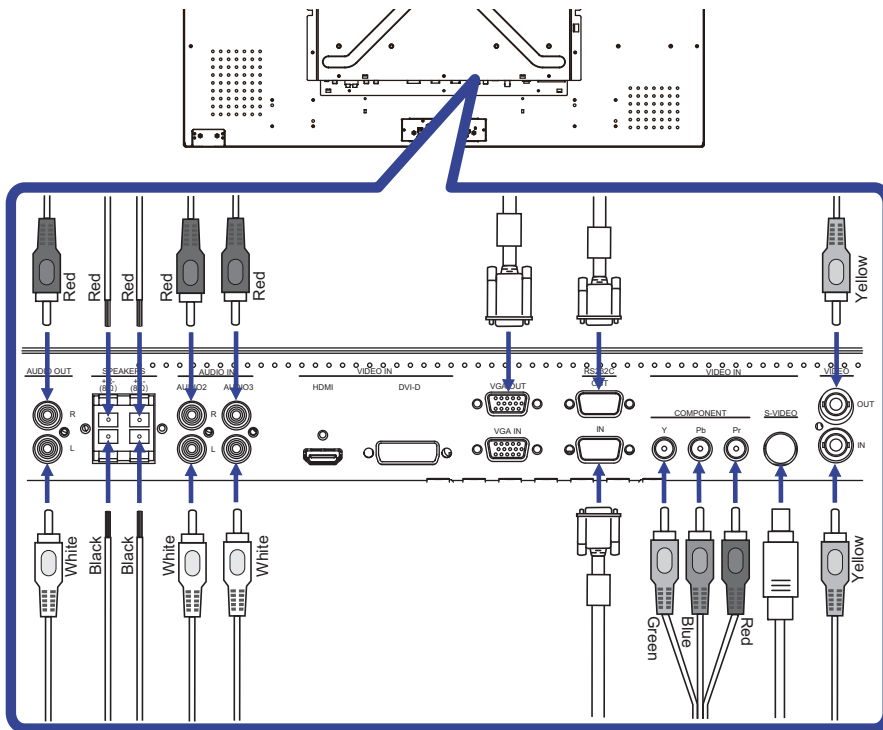 Red
Red
Red
Red
Red
Yellow
AUDIO OUT
SPEAKERS
AUDIO IN
VIDEO IN
RS232C
VIDEO IN
VIDEO
AUDIO2
AUDIO3
HDMI
DVI-D
VGA OUT
OUT
COMPONENT
S-VIDEO
R
R
OUT
L
L
VGA IN
IN
Y
Pb
Pr
IN
White
Black
Black
White
White
Green
Blue
Red
Yellow